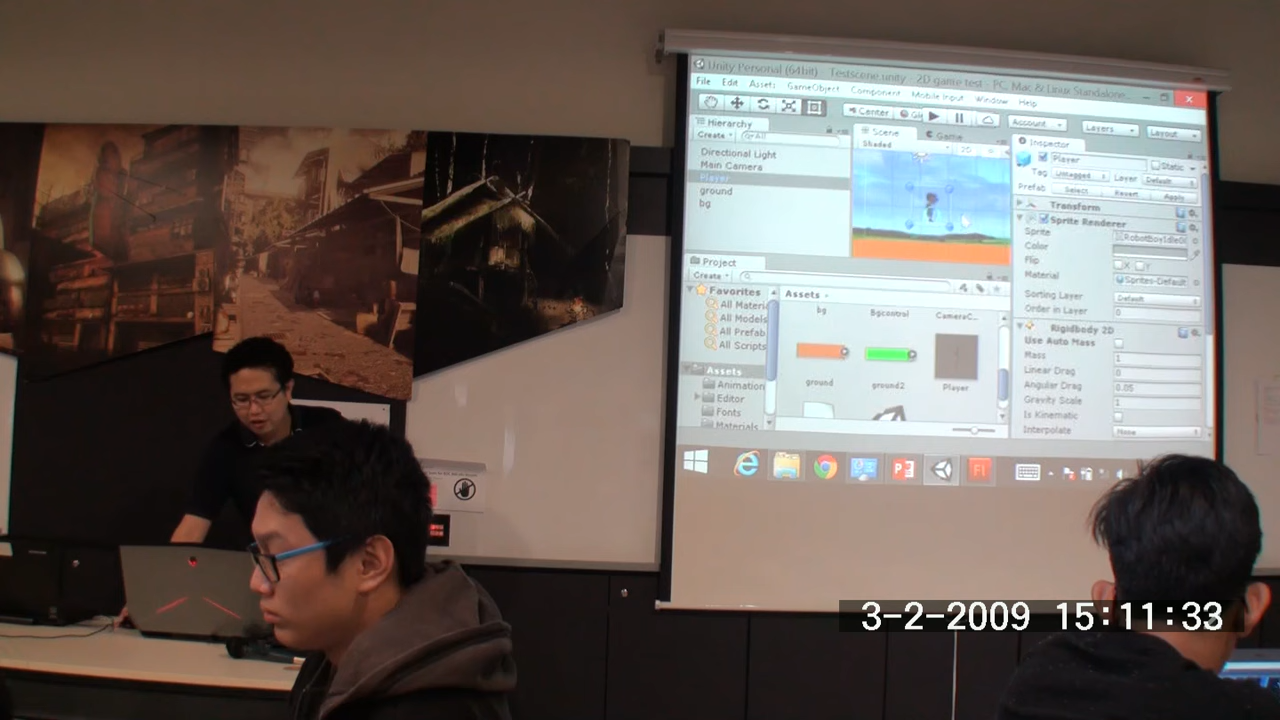 Unity Personal (64bit) - Testscene.unity - 2D game test - PC, Mac & Linux Standalone...
File Edit Assets GameObject Component Mobile Input Window Help
Center
Account
Layers
Layout
Hierarchy
Create
All
Directional Light
Main Camera
Player
ground
bg
Scene
Game
Shaded
2D
Inspector
Player
Static
Tag Untagged Layer Default
Prefab Select Revert Apply
Transform
Sprite Renderer
Sprite
Color
Flip X Y
Material Sprites-Default
Sorting Layer Default
Order in Layer 0
Rigidbody 2D
Use Auto Mass
Mass 1
Linear Drag 0
Angular Drag 0.05
Gravity Scale 1
Is Kinematic
Interpolate None
Project
Create
Favorites
All Materi
All Models
All Prefab
All Scripts
Assets
Animation
Editor
Fonts
Materials
Assets
bg
Bgcontrol
CameraC...
ground
ground2
Player
3-2-2009 15:11:33